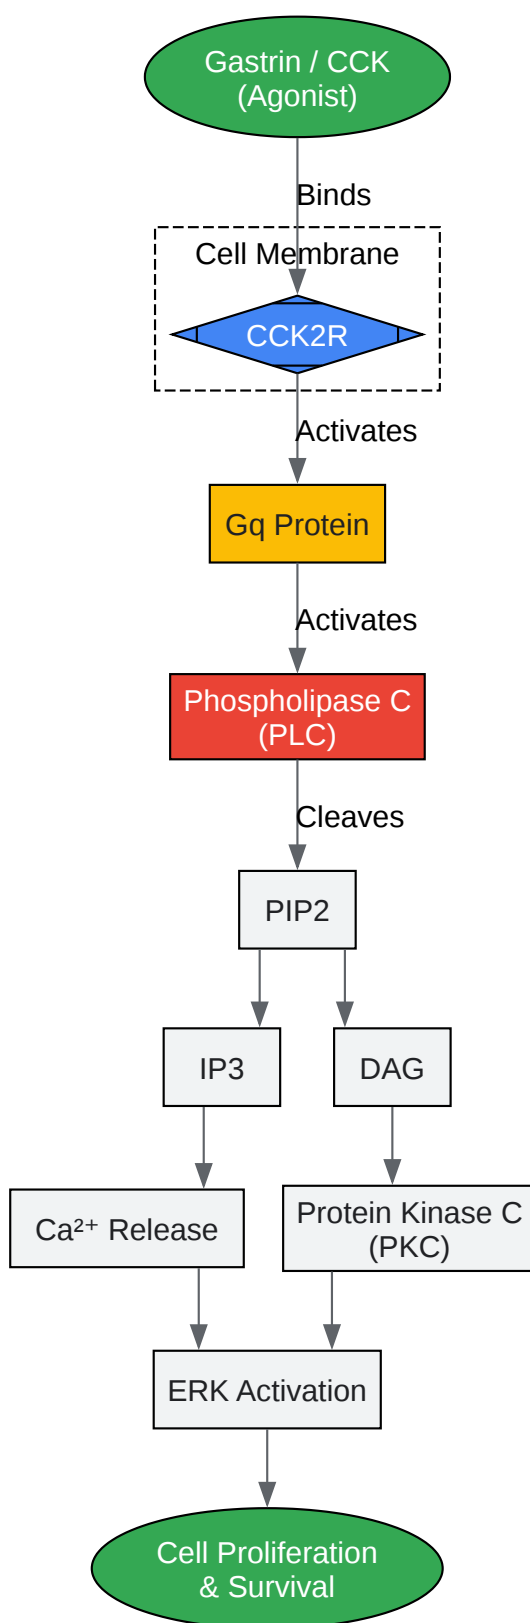 Gastrin / CCK
(Agonist)
Binds
Cell Membrane
CCK2R
Activates
Gq Protein
Activates
Phospholipase C
(PLC)
Cleaves
PIP2
IP3
DAG
Ca²⁺ Release
Protein Kinase C
(PKC)
ERK Activation
Cell Proliferation
& Survival